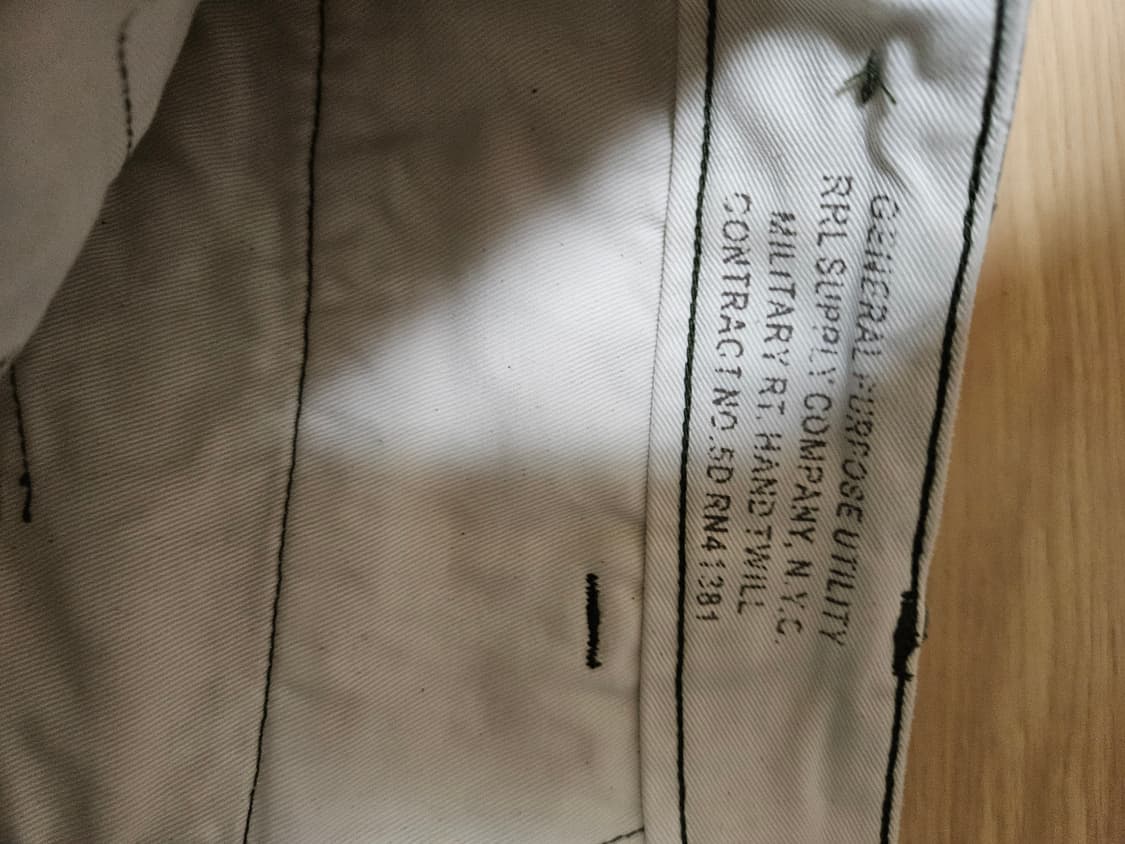 GENERAL PURPOSE UTILITY
RRL SUPPLY COMPANY, N.Y.C.
MILITARY RT. HAND TWILL
CONTRACT NO. 5D RN41381